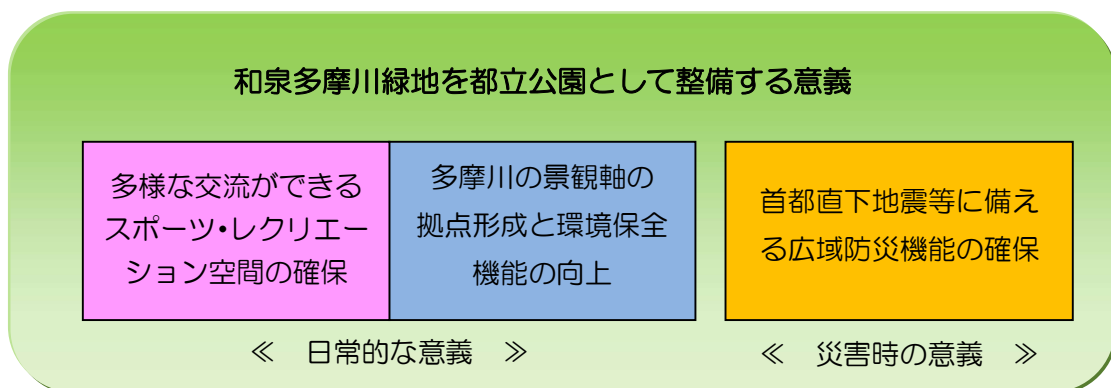 和泉多摩川緑地を都立公園として整備する意義
多様な交流ができる
スポーツ・レクリエー
ション空間の確保
多摩川の景観軸の
拠点形成と環境保全
機能の向上
首都直下地震等に備え
る広域防災機能の確保
≪　日常的な意義　≫
≪　災害時の意義　≫